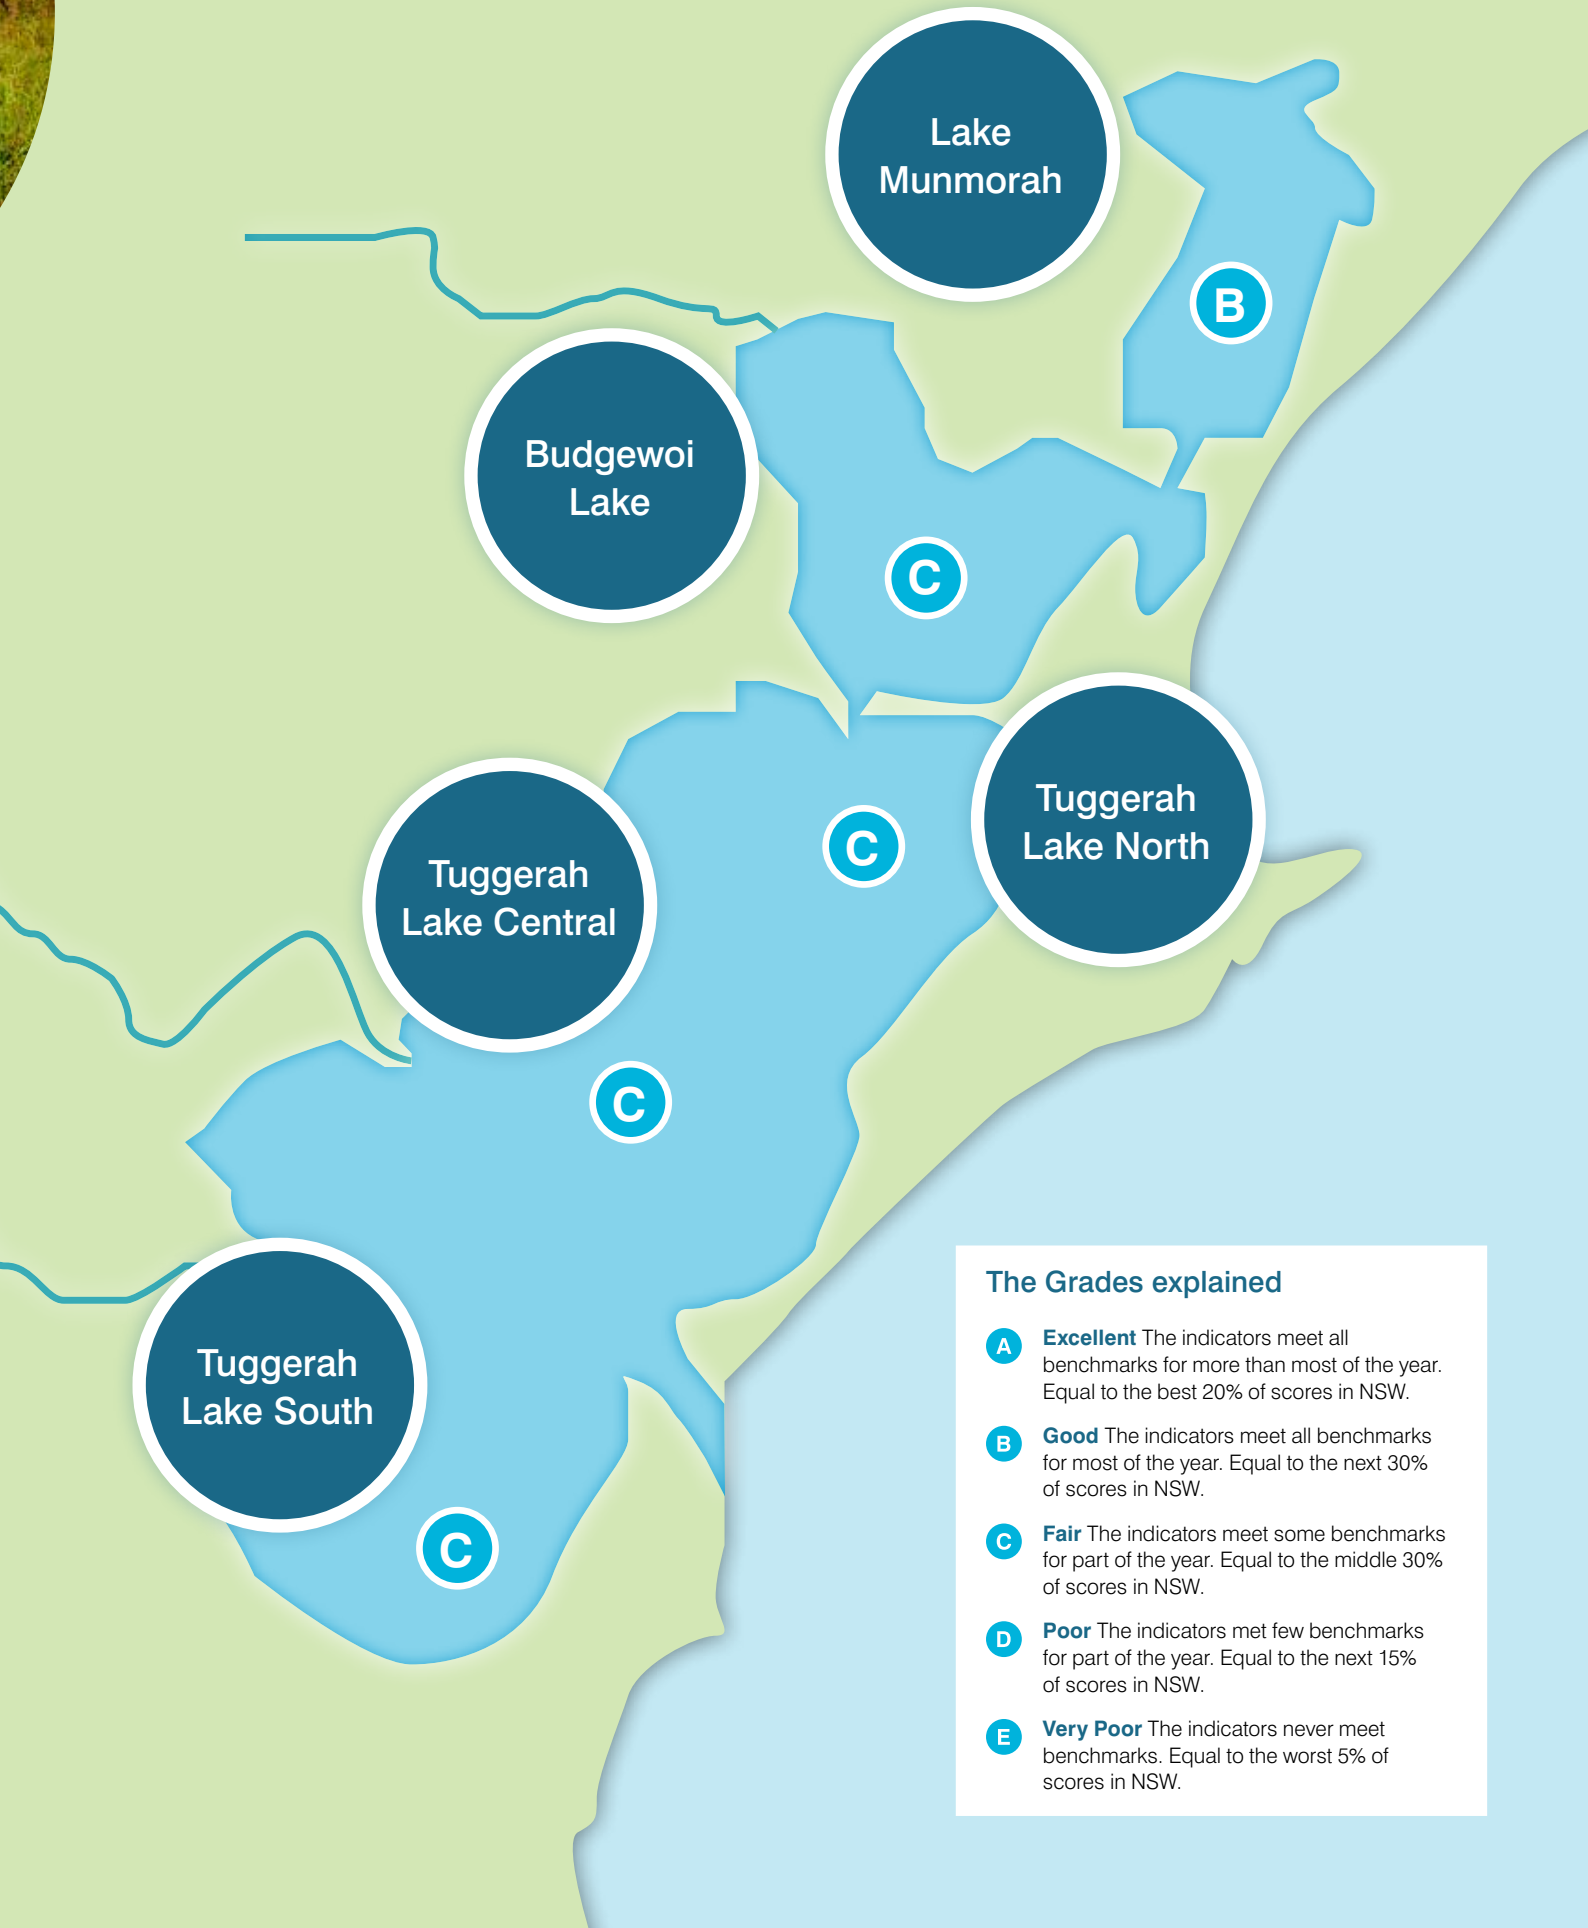 Lake
Munmorah
B
Budgewoi
Lake
C
Tuggerah
Lake North
C
Tuggerah
Lake Central
C
Tuggerah
Lake South
C
The Grades explained
A
Excellent The indicators meet all
benchmarks for more than most of the year.
Equal to the best 20% of scores in NSW.
B
Good The indicators meet all benchmarks
for most of the year. Equal to the next 30%
of scores in NSW.
C
Fair The indicators meet some benchmarks
for part of the year. Equal to the middle 30%
of scores in NSW.
D
Poor The indicators met few benchmarks
for part of the year. Equal to the next 15%
of scores in NSW.
E
Very Poor The indicators never meet
benchmarks. Equal to the worst 5% of
scores in NSW.